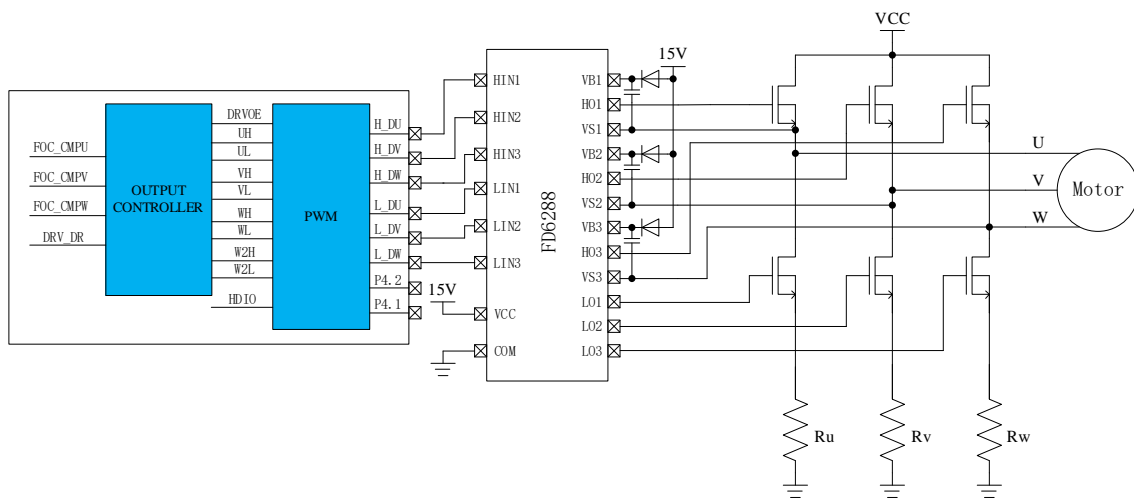 FOC_CMPU
FOC_CMPV
FOC_CMPW
DRV_DR
OUTPUT
CONTROLLER
DRVOE
UH
UL
VH
VL
WH
WL
W2H
W2L
HDIO
PWM
H_DU
H_DV
H_DW
L_DU
L_DV
L_DW
P4.2
P4.1
15V
HIN1
HIN2
HIN3
LIN1
LIN2
LIN3
VCC
COM
FD6288
VB1
HO1
VS1
VB2
HO2
VS2
VB3
HO3
VS3
LO1
LO2
LO3
15V
VCC
U
V
W
Motor
Ru
Rv
Rw